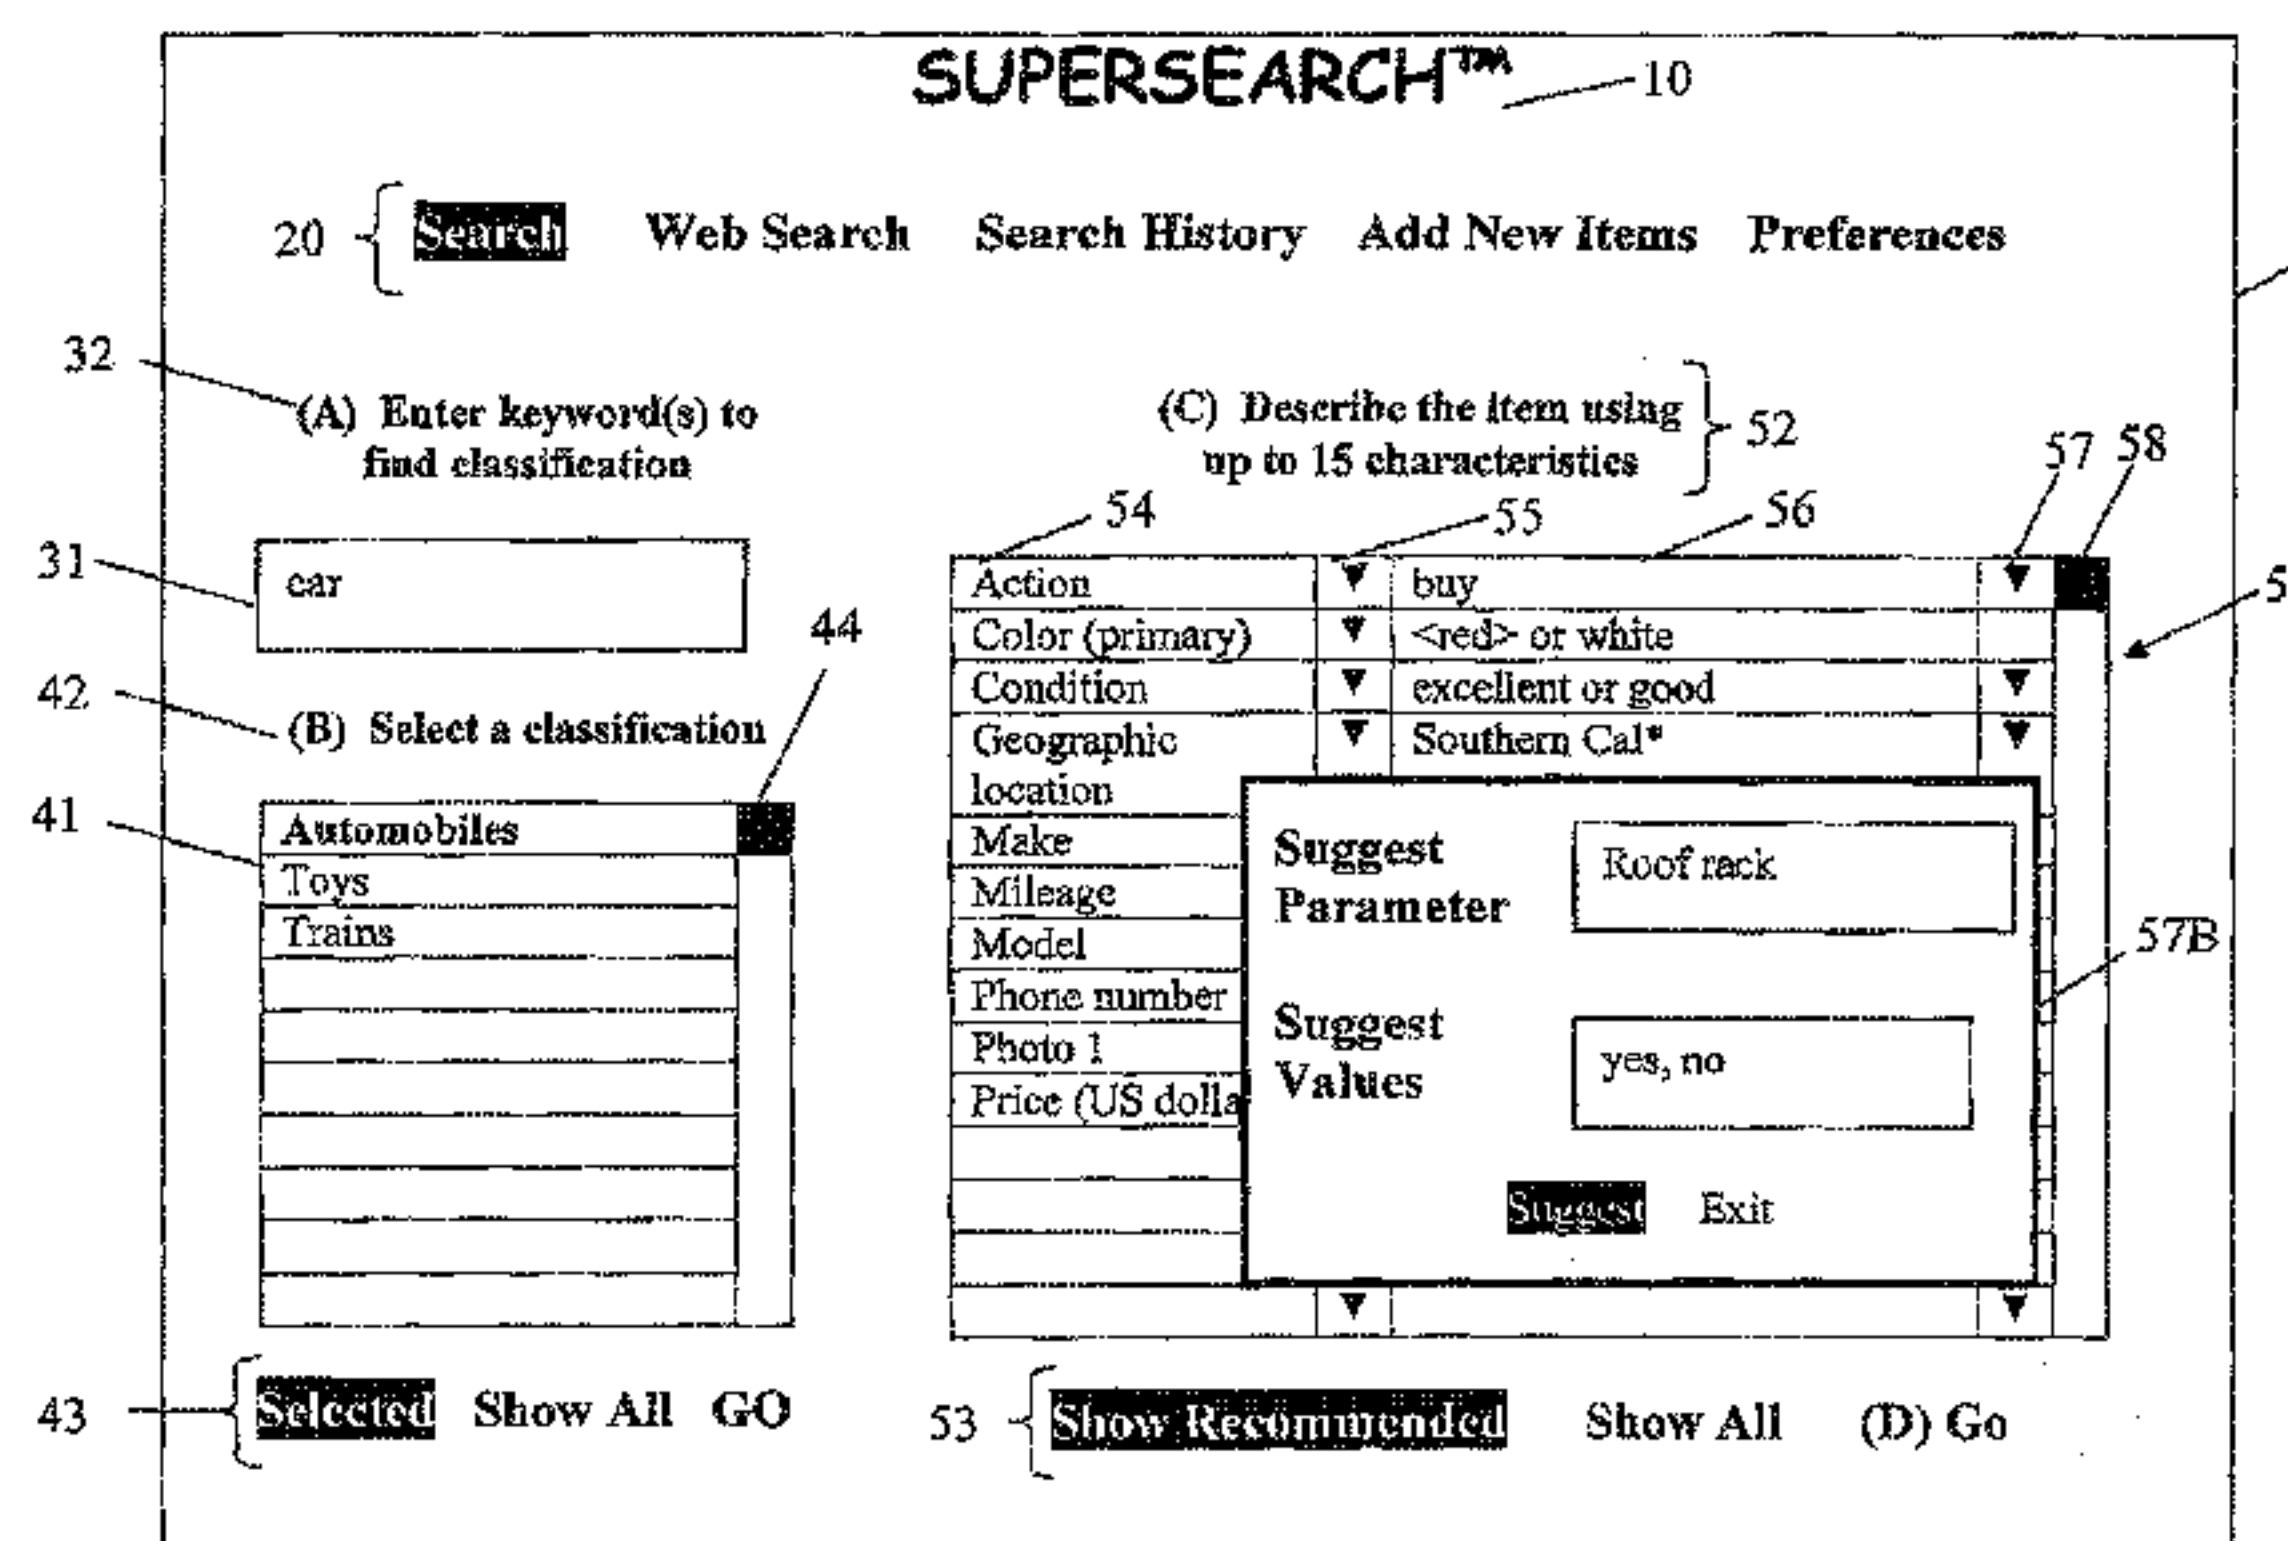 SUPERSEARCH™
10
20
Search Web Search Search History Add New Items Preferences
32
(A) Enter keyword(s) to
find classification
31
car
42
(B) Select a classification
44
41
Automobiles
Toys
Trains
43
Selected Show All GO
(C) Describe the item using
up to 15 characteristics
52
54
55
56
57
58
5
Action ▼ buy ▼
Color (primary) ▼ <red> or white
Condition ▼ excellent or good ▼
Geographic ▼ Southern Cal* ▼
location
Make
Mileage
Model
Phone number
Photo 1
Price (US dolla
▼ ▼
Suggest
Parameter
Roof rack
57B
Suggest
Values
yes, no
Suggest Exit
53
Show Recommended Show All (D) Go